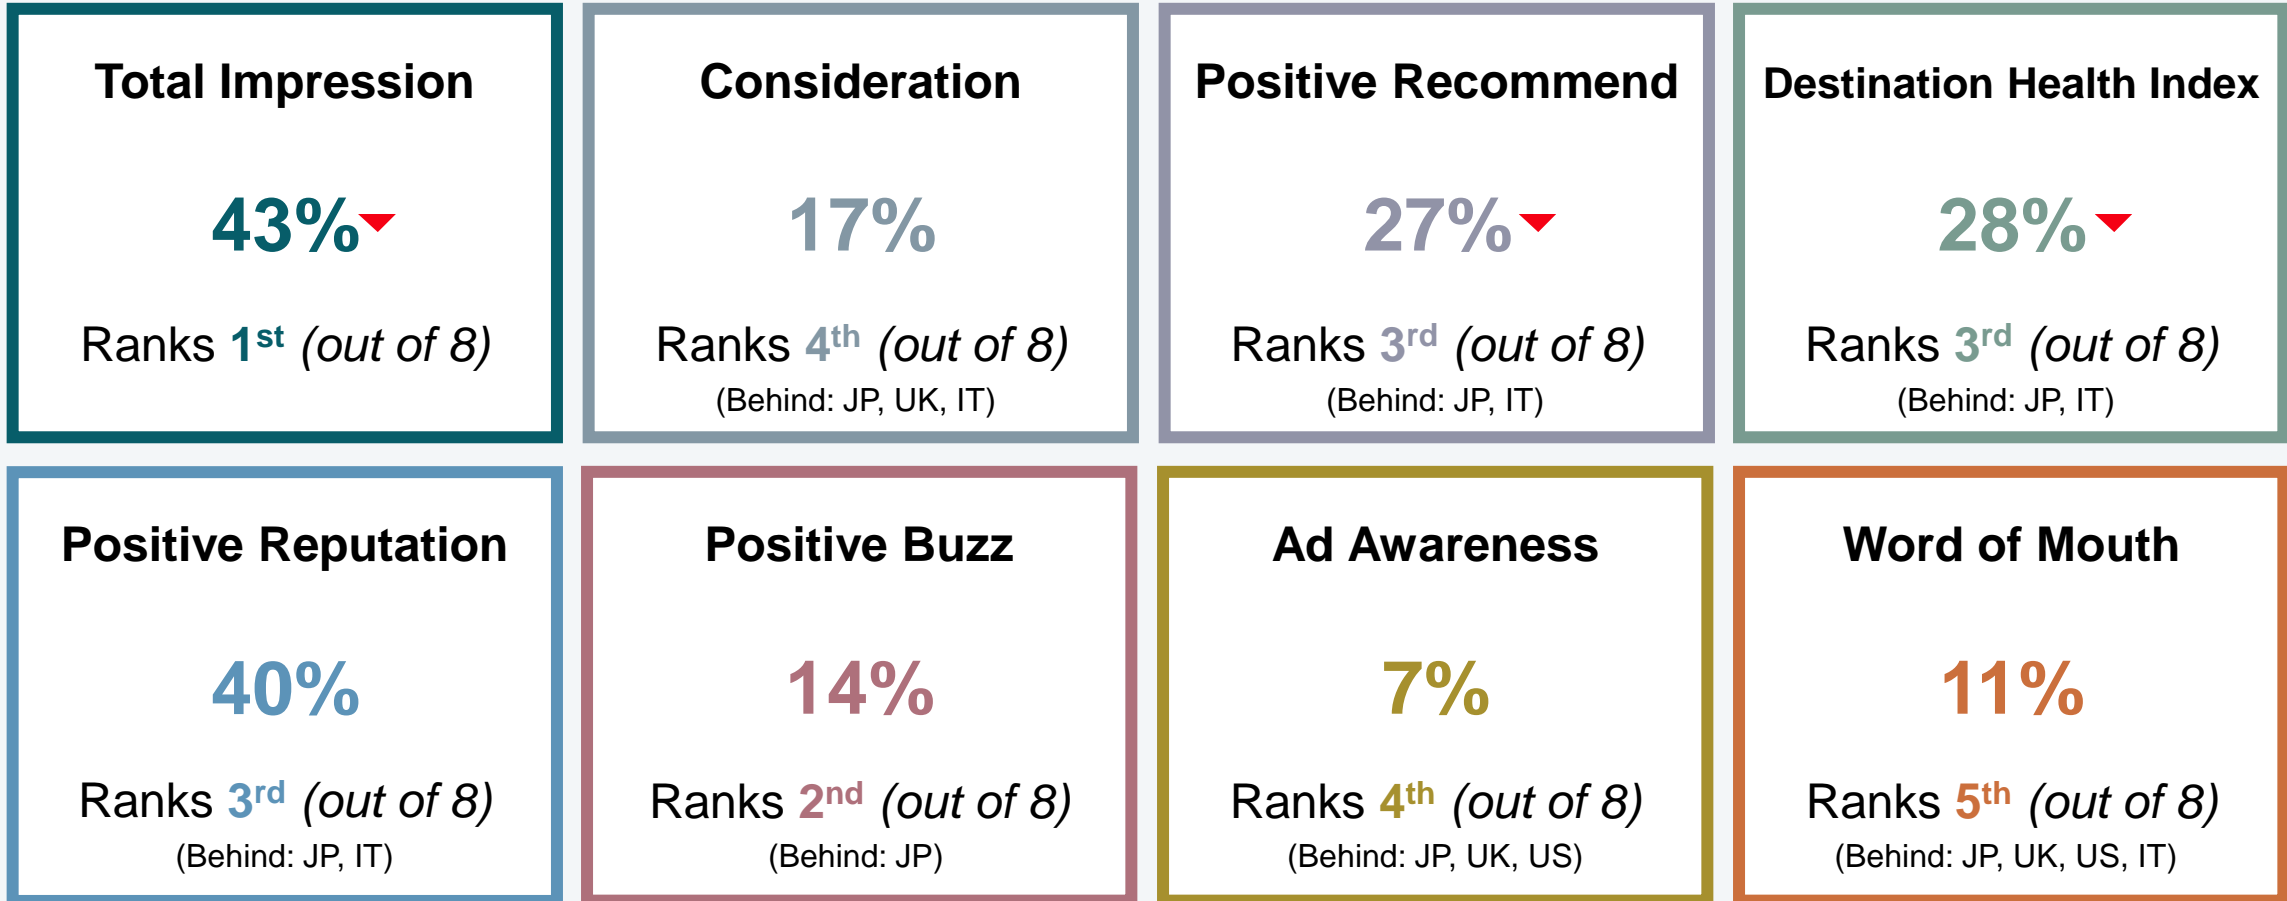 Total Impression
43%
Ranks 1st (out of 8)
Consideration
17%
Ranks 4th (out of 8)
(Behind: JP, UK, IT)
Positive Recommend
27%
Ranks 3rd (out of 8)
(Behind: JP, IT)
Destination Health Index
28%
Ranks 3rd (out of 8)
(Behind: JP, IT)
Positive Reputation
40%
Ranks 3rd (out of 8)
(Behind: JP, IT)
Positive Buzz
14%
Ranks 2nd (out of 8)
(Behind: JP)
Ad Awareness
7%
Ranks 4th (out of 8)
(Behind: JP, UK, US)
Word of Mouth
11%
Ranks 5th (out of 8)
(Behind: JP, UK, US, IT)